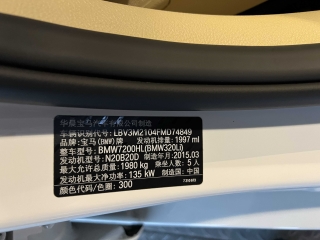 华晨宝马汽车有限公司制造
车辆识别代号: LBV3M2104FMD74849
品牌: 宝马(BMW)牌 发动机排量: 1997 ml
整车型号: BMW7200HL(BMW320Li)
发动机型号: N20B20D 制造年月: 2015.03
最大允许总质量: 1980 kg 乘坐人数: 5 人
发动机最大净功率: 135 kW 制造国: 中国
颜色代码/色圈: 300